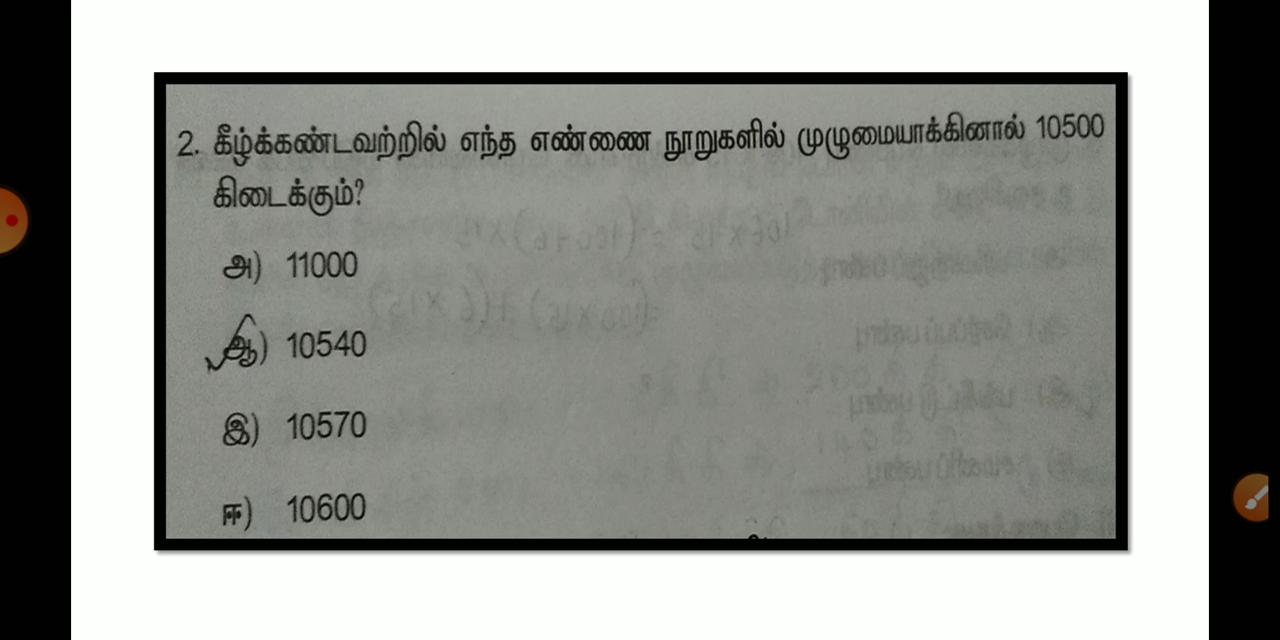 2. கீழ்க்கண்டவற்றில் எந்த எண்ணை நூறுகளில் முழுமையாக்கினால் 10500
கிடைக்கும்?
அ) 11000
ஆ) 10540
இ) 10570
ஈ) 10600